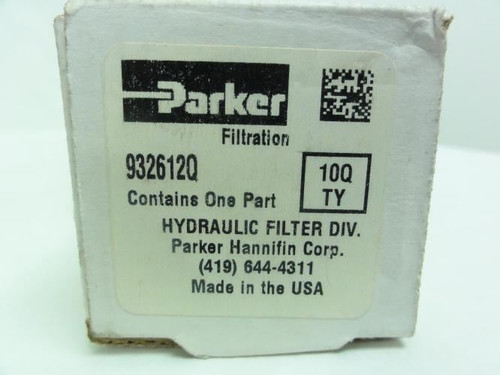 Parker
Filtration
932612Q
Contains One Part
10Q
TY
HYDRAULIC FILTER DIV.
Parker Hannifin Corp.
(419) 644-4311
Made in the USA